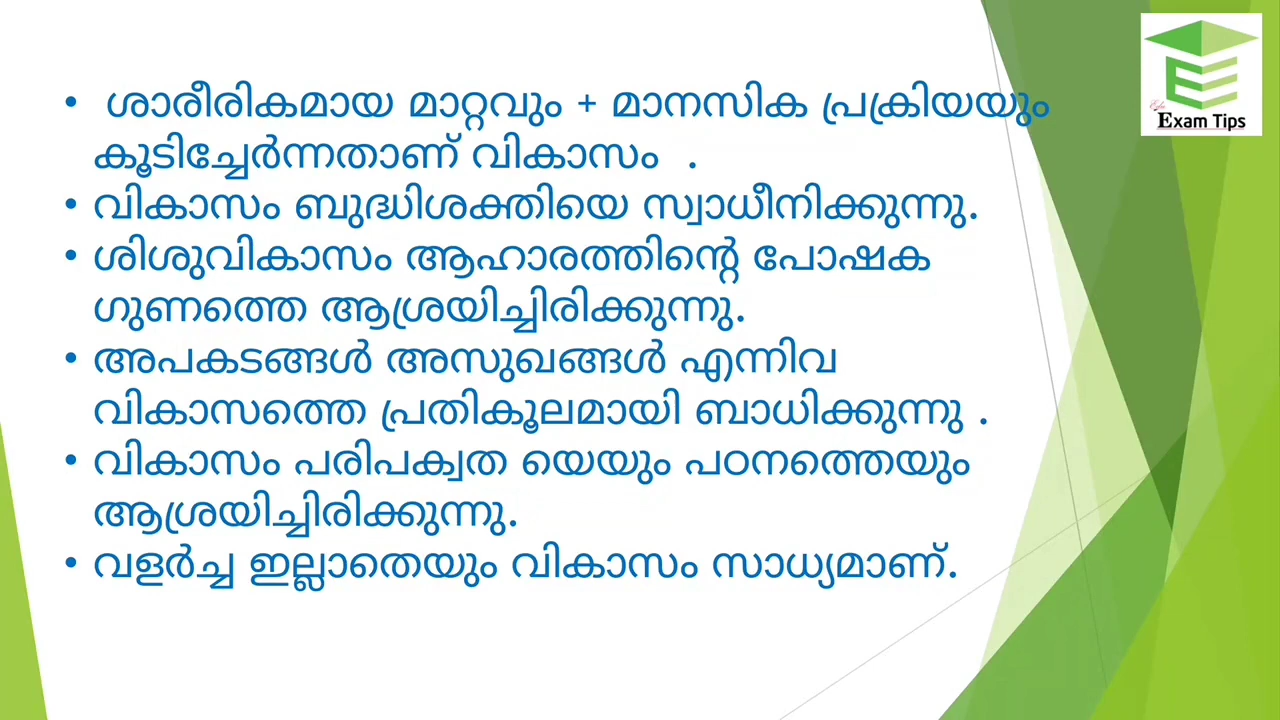 • ശാരീരികമായ മാറ്റവും + മാനസിക പ്രക്രിയയും
കൂടിച്ചേർന്നതാണ് വികാസം .
• വികാസം ബുദ്ധിശക്തിയെ സ്വാധീനിക്കുന്നു.
• ശിശുവികാസം ആഹാരത്തിന്റെ പോഷക
ഗുണത്തെ ആശ്രയിച്ചിരിക്കുന്നു.
• അപകടങ്ങൾ അസുഖങ്ങൾ എന്നിവ
വികാസത്തെ പ്രതികൂലമായി ബാധിക്കുന്നു .
• വികാസം പരിപക്വത യെയും പഠനത്തെയും
ആശ്രയിച്ചിരിക്കുന്നു.
• വളർച്ച ഇല്ലാതെയും വികാസം സാധ്യമാണ്.
Exam Tips